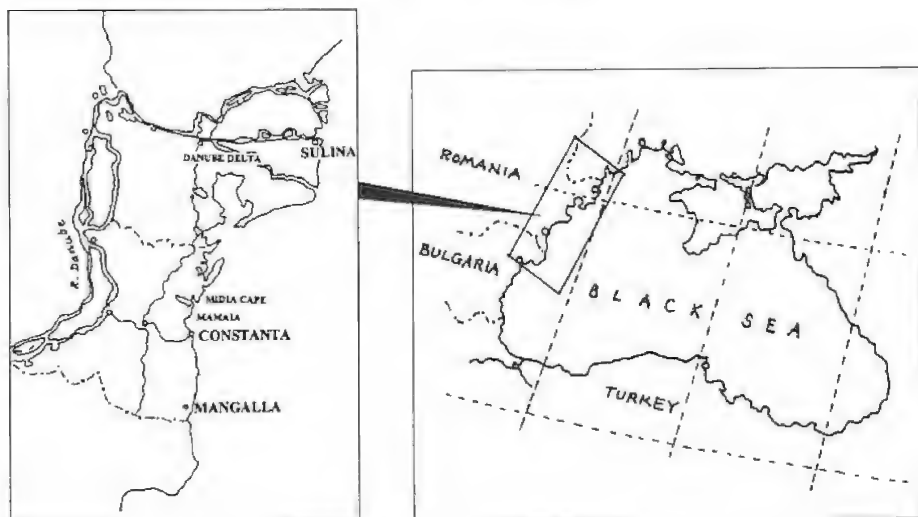 R. Danube
DANUBE DELTA
SULINA
MIDIA CAPE
MAMAIA
CONSTANTA
MANGALLA
ROMANIA
BULGARIA
BLACK SEA
TURKEY